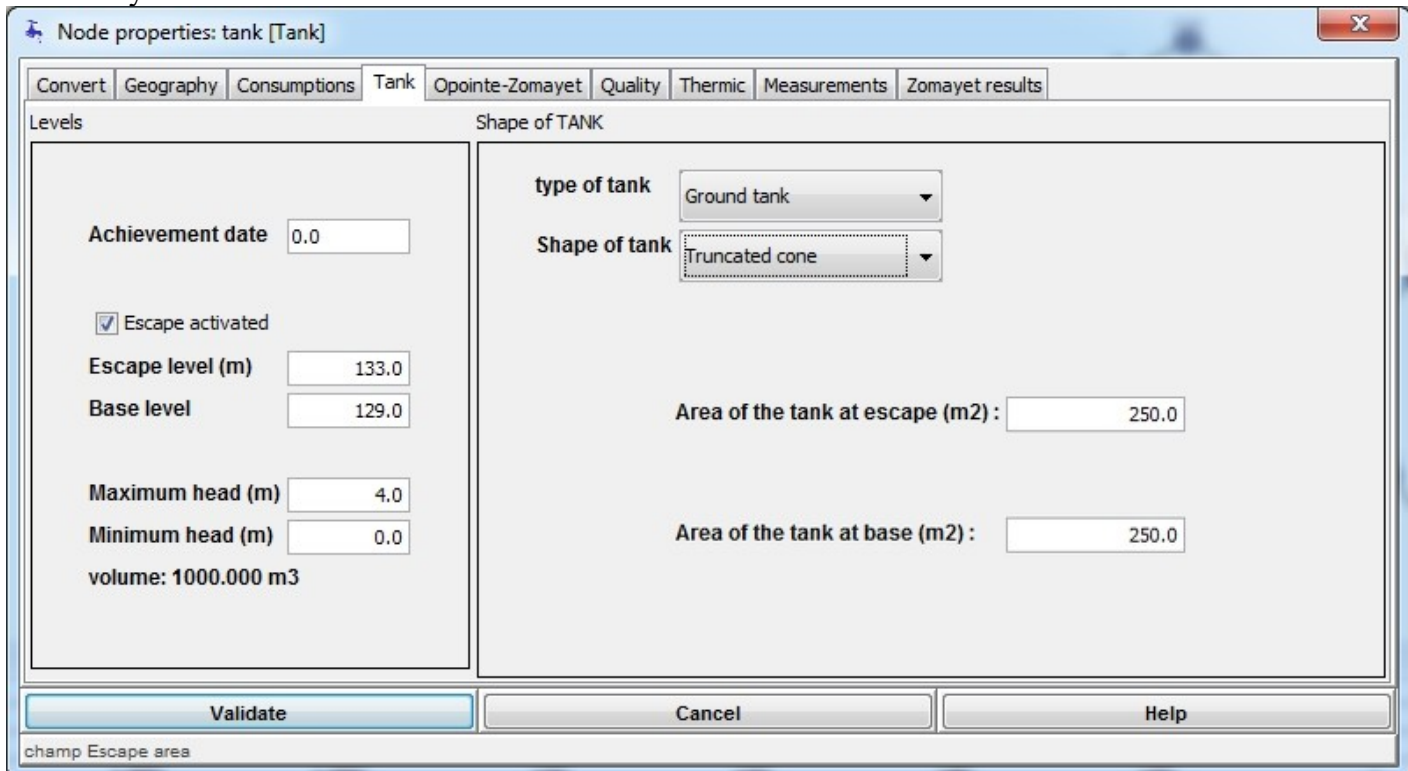 Node properties: tank [Tank]
Convert Geography Consumptions Tank Opointe-Zomayet Quality Thermic Measurements Zomayet results
Levels
Shape of TANK
type of tank Ground tank
Achievement date 0.0
Shape of tank Truncated cone
Escape activated
Escape level (m) 133.0
Base level 129.0
Area of the tank at escape (m2) : 250.0
Maximum head (m) 4.0
Minimum head (m) 0.0
Area of the tank at base (m2) : 250.0
volume: 1000.000 m3
Validate Cancel Help
champ Escape area